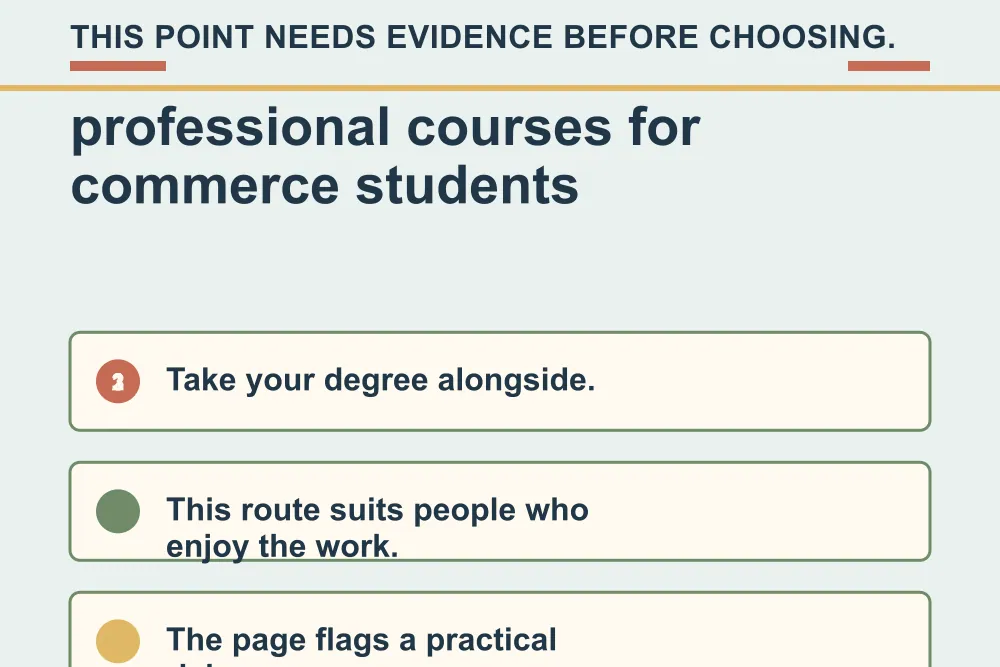 THIS POINT NEEDS EVIDENCE BEFORE CHOOSING.
professional courses for
commerce students
Take your degree alongside.
This route suits people who
enjoy the work.
The page flags a practical